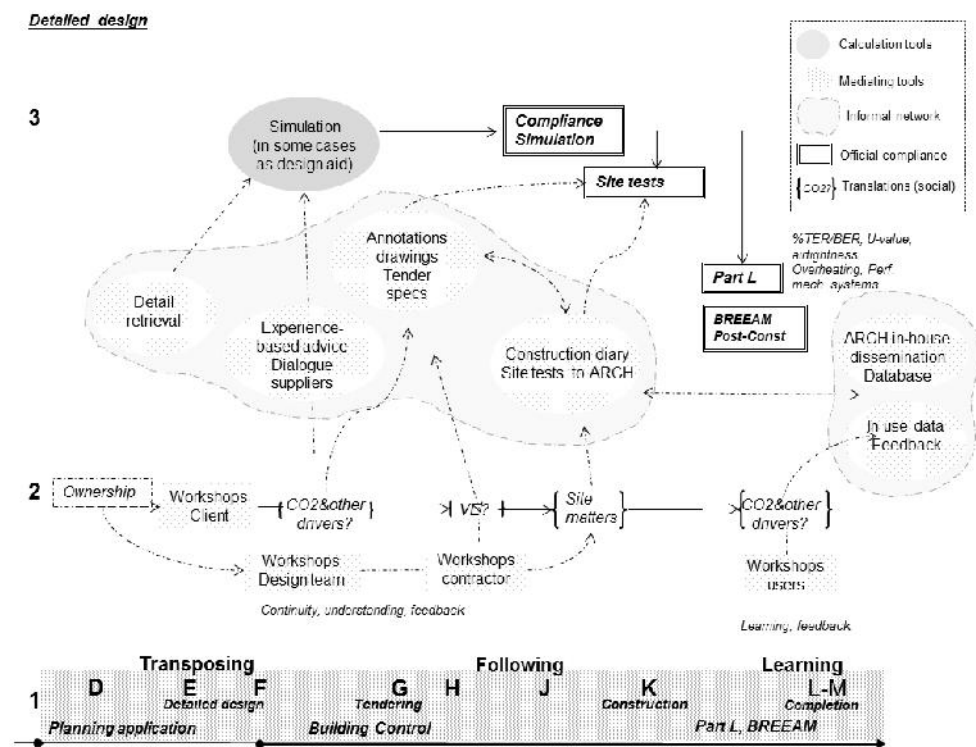 Detailed design
Calculation tools
Mediating tools
Informal network
Official compliance
{CO2?} Translations (social)
3
Simulation
(in some cases
as design aid)
Compliance
Simulation
Site tests
%TER/BER, U-value,
airtightness
Overheating, Perf.
mech. systems
Part L
BREEAM
Post-Const
Annotations
drawings
Tender
specs
Detail
retrieval
Experience-
based advice
Dialogue
suppliers
Construction diary
Site tests to ARCH
ARCH in-house
dissemination
Database
In use data
Feedback
2
Ownership
Workshops
Client
{CO2&other
drivers?}
{VE?}
{Site
matters}
{CO2&other
drivers?}
Workshops
Design team
Workshops
contractor
Workshops
users
Continuity, understanding, feedback
Learning, feedback
Transposing Following Learning
1
D E F G H J K L-M
Detailed design Tendering Construction Completion
Planning application Building Control Part L, BREEAM